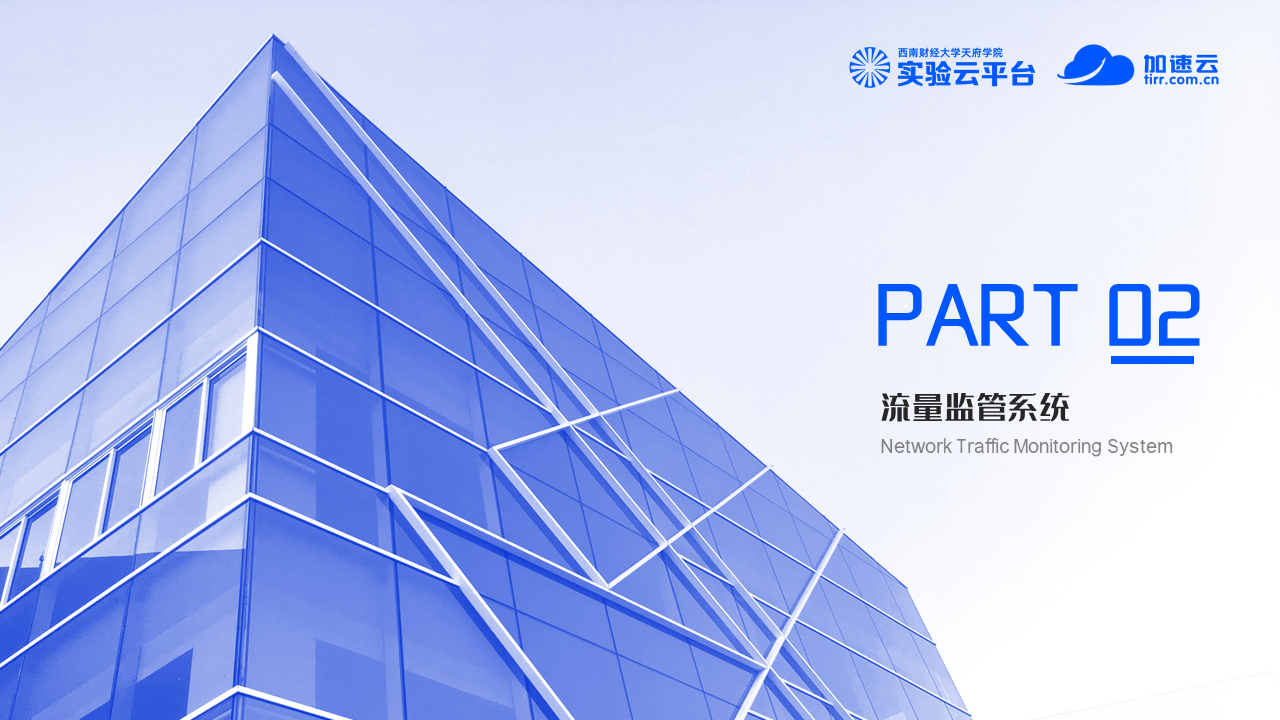 西南财经大学天府学院
实验云平台
加速云
tirr.com.cn
PART 02
流量监管系统
Network Traffic Monitoring System